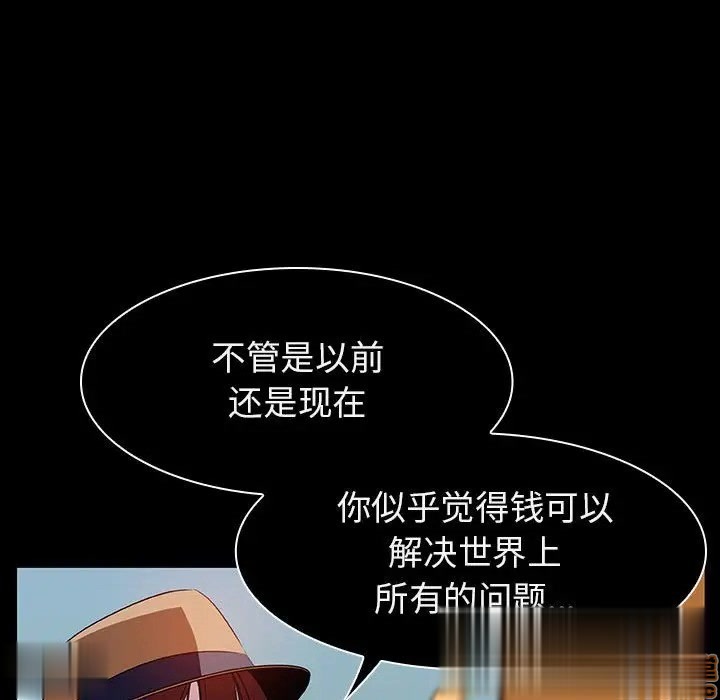 不管是以前
还是现在
你似乎觉得钱可以
解决世界上
所有的问题...